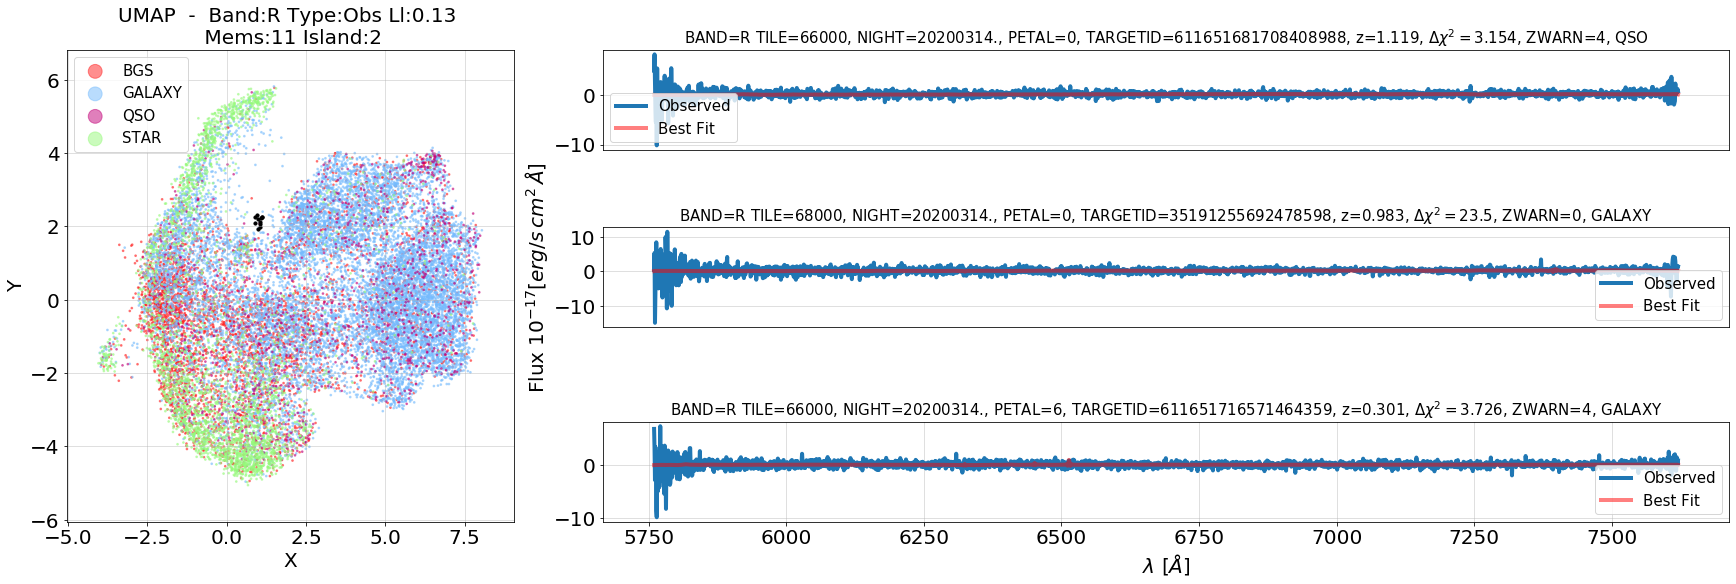 UMAP - Band:R Type:Obs Ll:0.13
Mems:11 Island:2
BGS
GALAXY
QSO
STAR
6
4
2
0
−2
−4
−6
Y
−5.0 −2.5 0.0 2.5 5.0 7.5
X
BAND=R TILE=66000, NIGHT=20200314., PETAL=0, TARGETID=611651681708408988, z=1.119, Δχ² = 3.154, ZWARN=4, QSO
0
−10
Observed
Best Fit
Flux 10⁻¹⁷[erg/s cm² Å]
BAND=R TILE=68000, NIGHT=20200314., PETAL=0, TARGETID=35191255692478598, z=0.983, Δχ² = 23.5, ZWARN=0, GALAXY
10
0
−10
Observed
Best Fit
BAND=R TILE=66000, NIGHT=20200314., PETAL=6, TARGETID=611651716571464359, z=0.301, Δχ² = 3.726, ZWARN=4, GALAXY
0
−10
Observed
Best Fit
5750 6000 6250 6500 6750 7000 7250 7500
λ [Å]